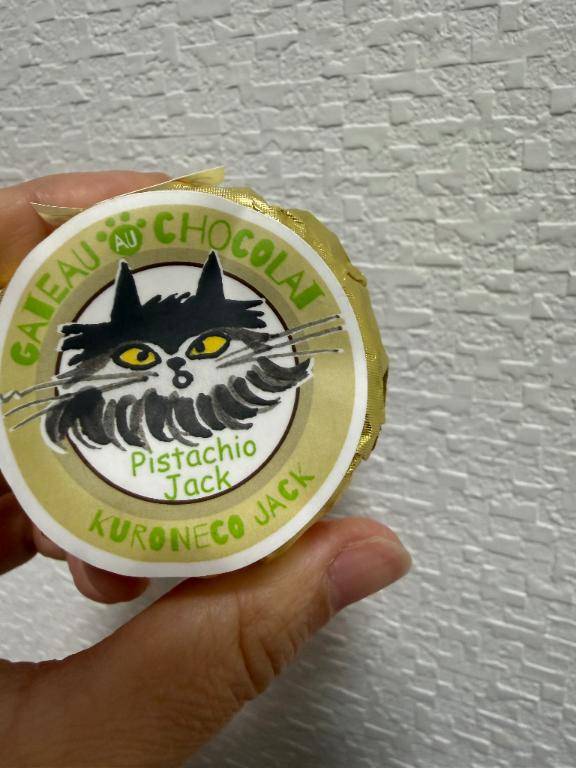 GATEAU AU CHOCOLAT
Pistachio
Jack
KURONECO JACK